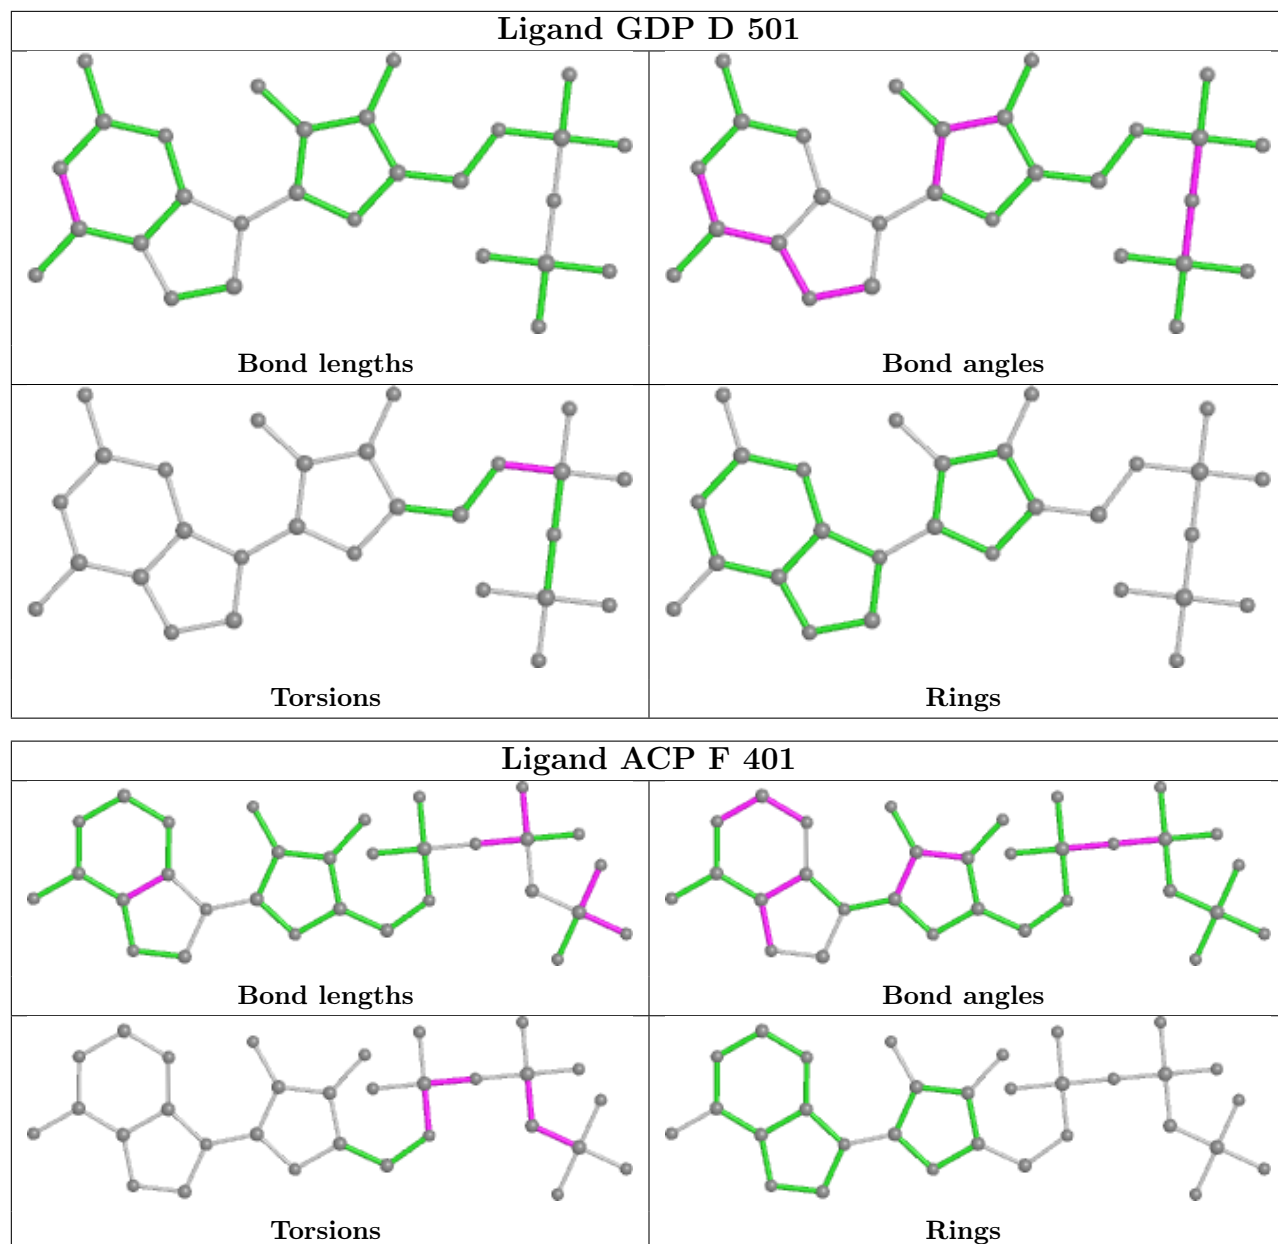 Ligand GDP D 501
Bond lengths
Bond angles
Torsions
Rings
Ligand ACP F 401
Bond lengths
Bond angles
Torsions
Rings